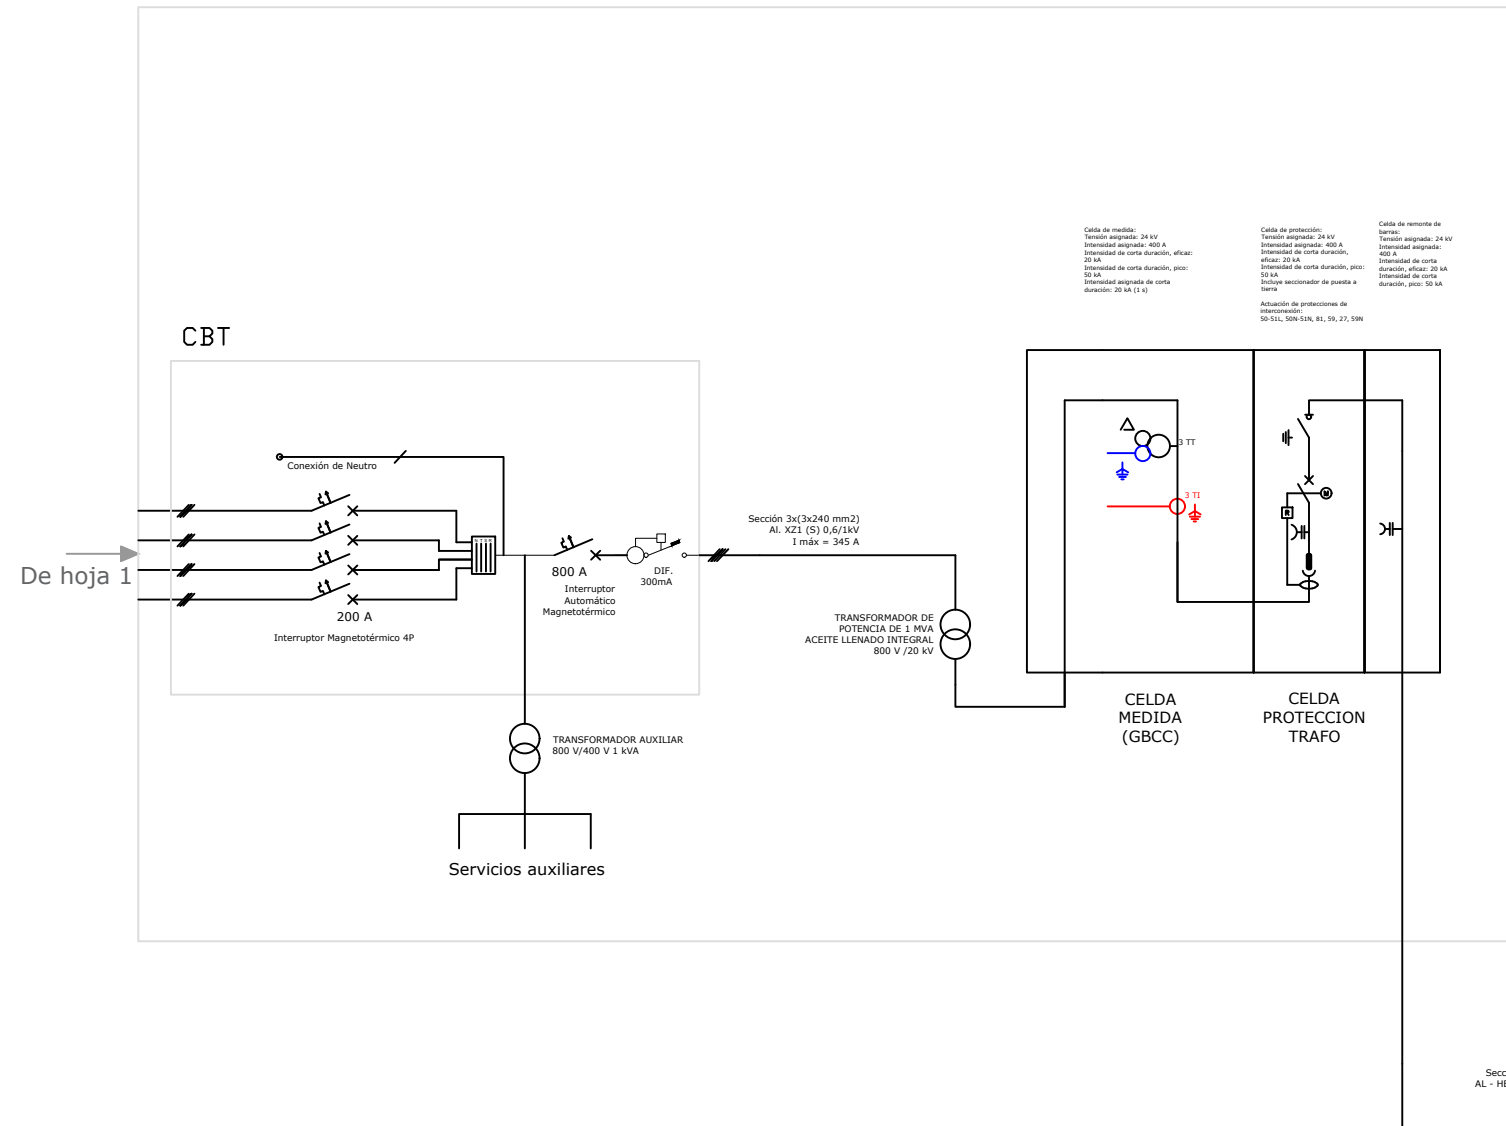 Celda de medida:
Tensión asignada: 24 kV
Intensidad asignada: 400 A
Intensidad de corta duración, eficaz:
20 kA
Intensidad de corta duración, pico:
50 kA
Intensidad asignada de corta
duración: 20 kA (1 s)
Celda de protección:
Tensión asignada: 24 kV
Intensidad asignada: 400 A
Intensidad de corta duración,
eficaz: 20 kA
Intensidad de corta duración, pico:
50 kA
Incluye seccionador de puesta a
tierra
Actuación de protecciones de
interconexión:
50-51L, 50N-51N, 81, 59, 27, 59N
Celda de remonte de
barras:
Tensión asignada: 24 kV
Intensidad asignada:
400 A
Intensidad de corta
duración, eficaz: 20 kA
Intensidad de corta
duración, pico: 50 kA
CBT
Conexión de Neutro
De hoja 1
200 A
Interruptor Magnetotérmico 4P
800 A
Interruptor
Automático
Magnetotérmico
DIF.
300mA
Sección 3x(3x240 mm2)
Al. XZ1 (S) 0,6/1kV
I máx = 345 A
TRANSFORMADOR DE
POTENCIA DE 1 MVA
ACEITE LLENADO INTEGRAL
800 V /20 kV
3 TT
3 TI
M
R
CELDA
MEDIDA
(GBCC)
CELDA
PROTECCION
TRAFO
TRANSFORMADOR AUXILIAR
800 V/400 V 1 kVA
Servicios auxiliares
Secc
AL - HE